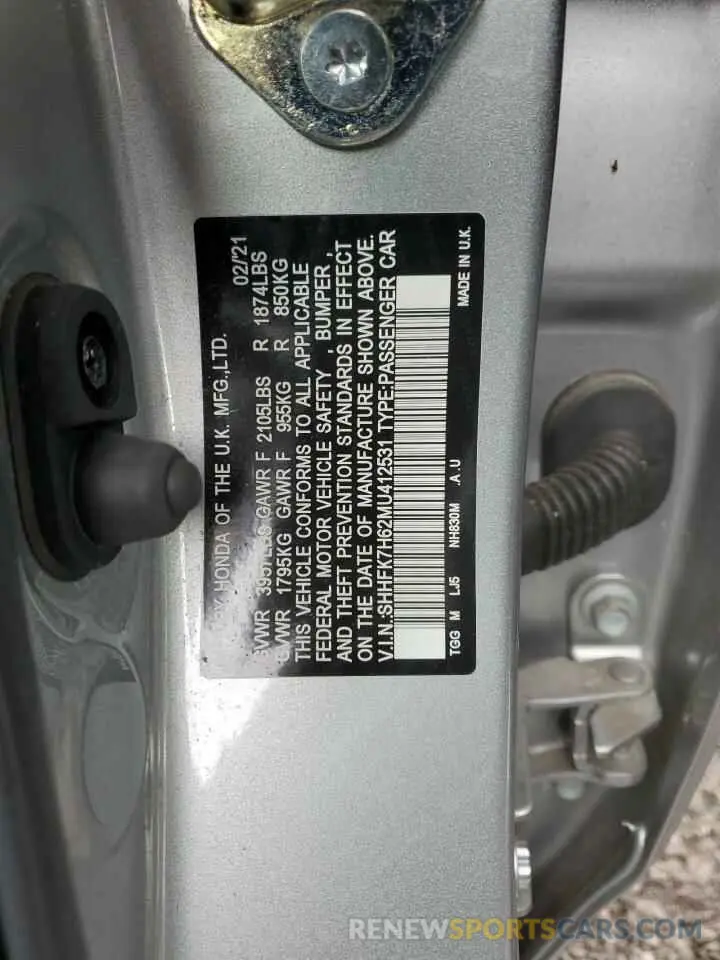 BY HONDA OF THE U.K. MFG.,LTD. 02/'21
GVWR 3957LBS GAWR F 2105LBS R 1874LBS
GVWR 1795KG GAWR F 955KG R 850KG
THIS VEHICLE CONFORMS TO ALL APPLICABLE
FEDERAL MOTOR VEHICLE SAFETY , BUMPER ,
AND THEFT PREVENTION STANDARDS IN EFFECT
ON THE DATE OF MANUFACTURE SHOWN ABOVE.
V.I.N.:SHHFK7H62MU412531 TYPE:PASSENGER CAR
TGG M LJ5 NH830M A.U MADE IN U.K.
RENEWSPORTSCARS.COM